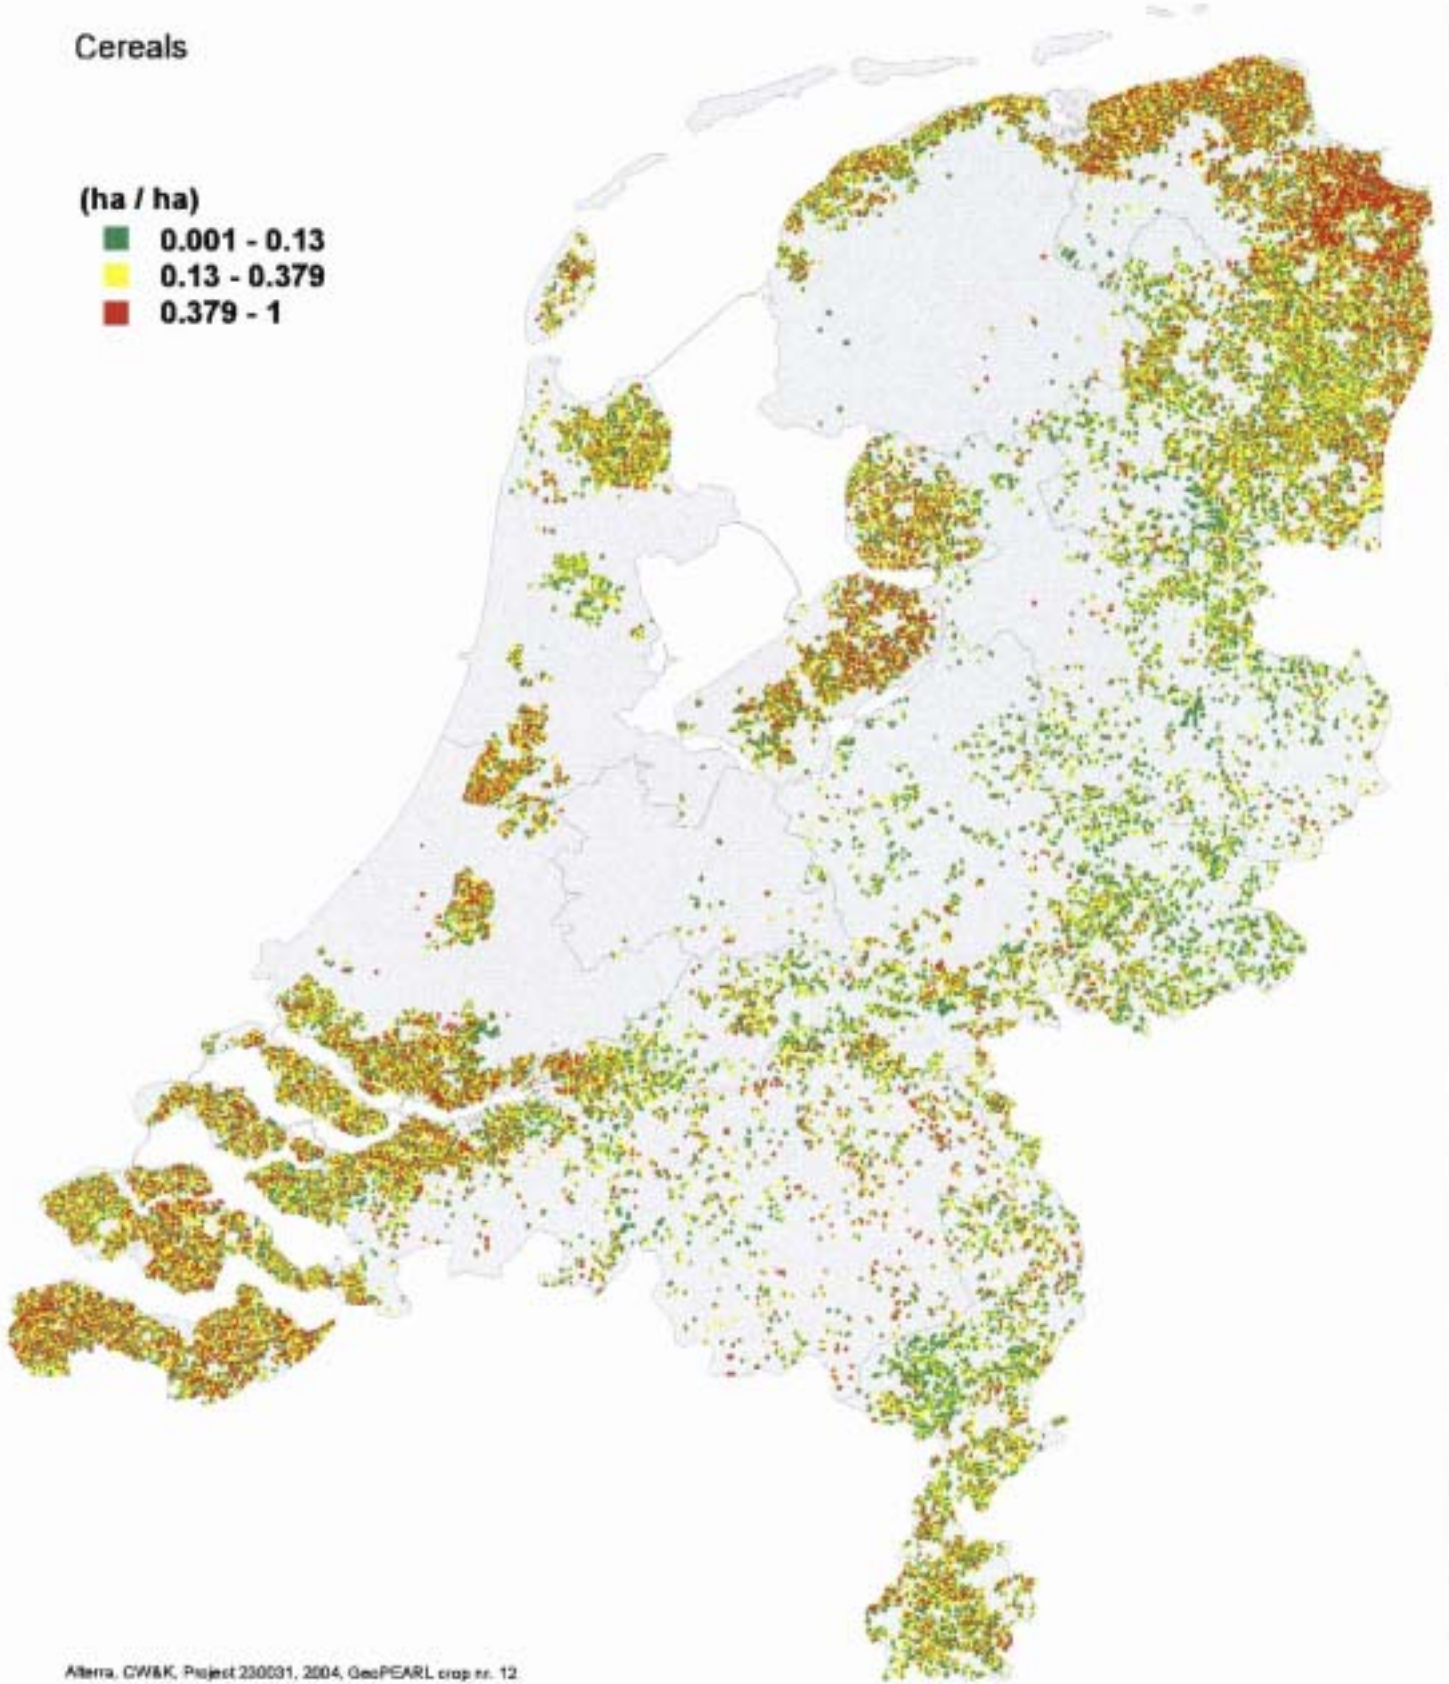 Cereals
(ha / ha)
0.001 - 0.13
0.13 - 0.379
0.379 - 1
Alterra, CW&K, Project 230031, 2004, GeoPEARL crop nr. 12